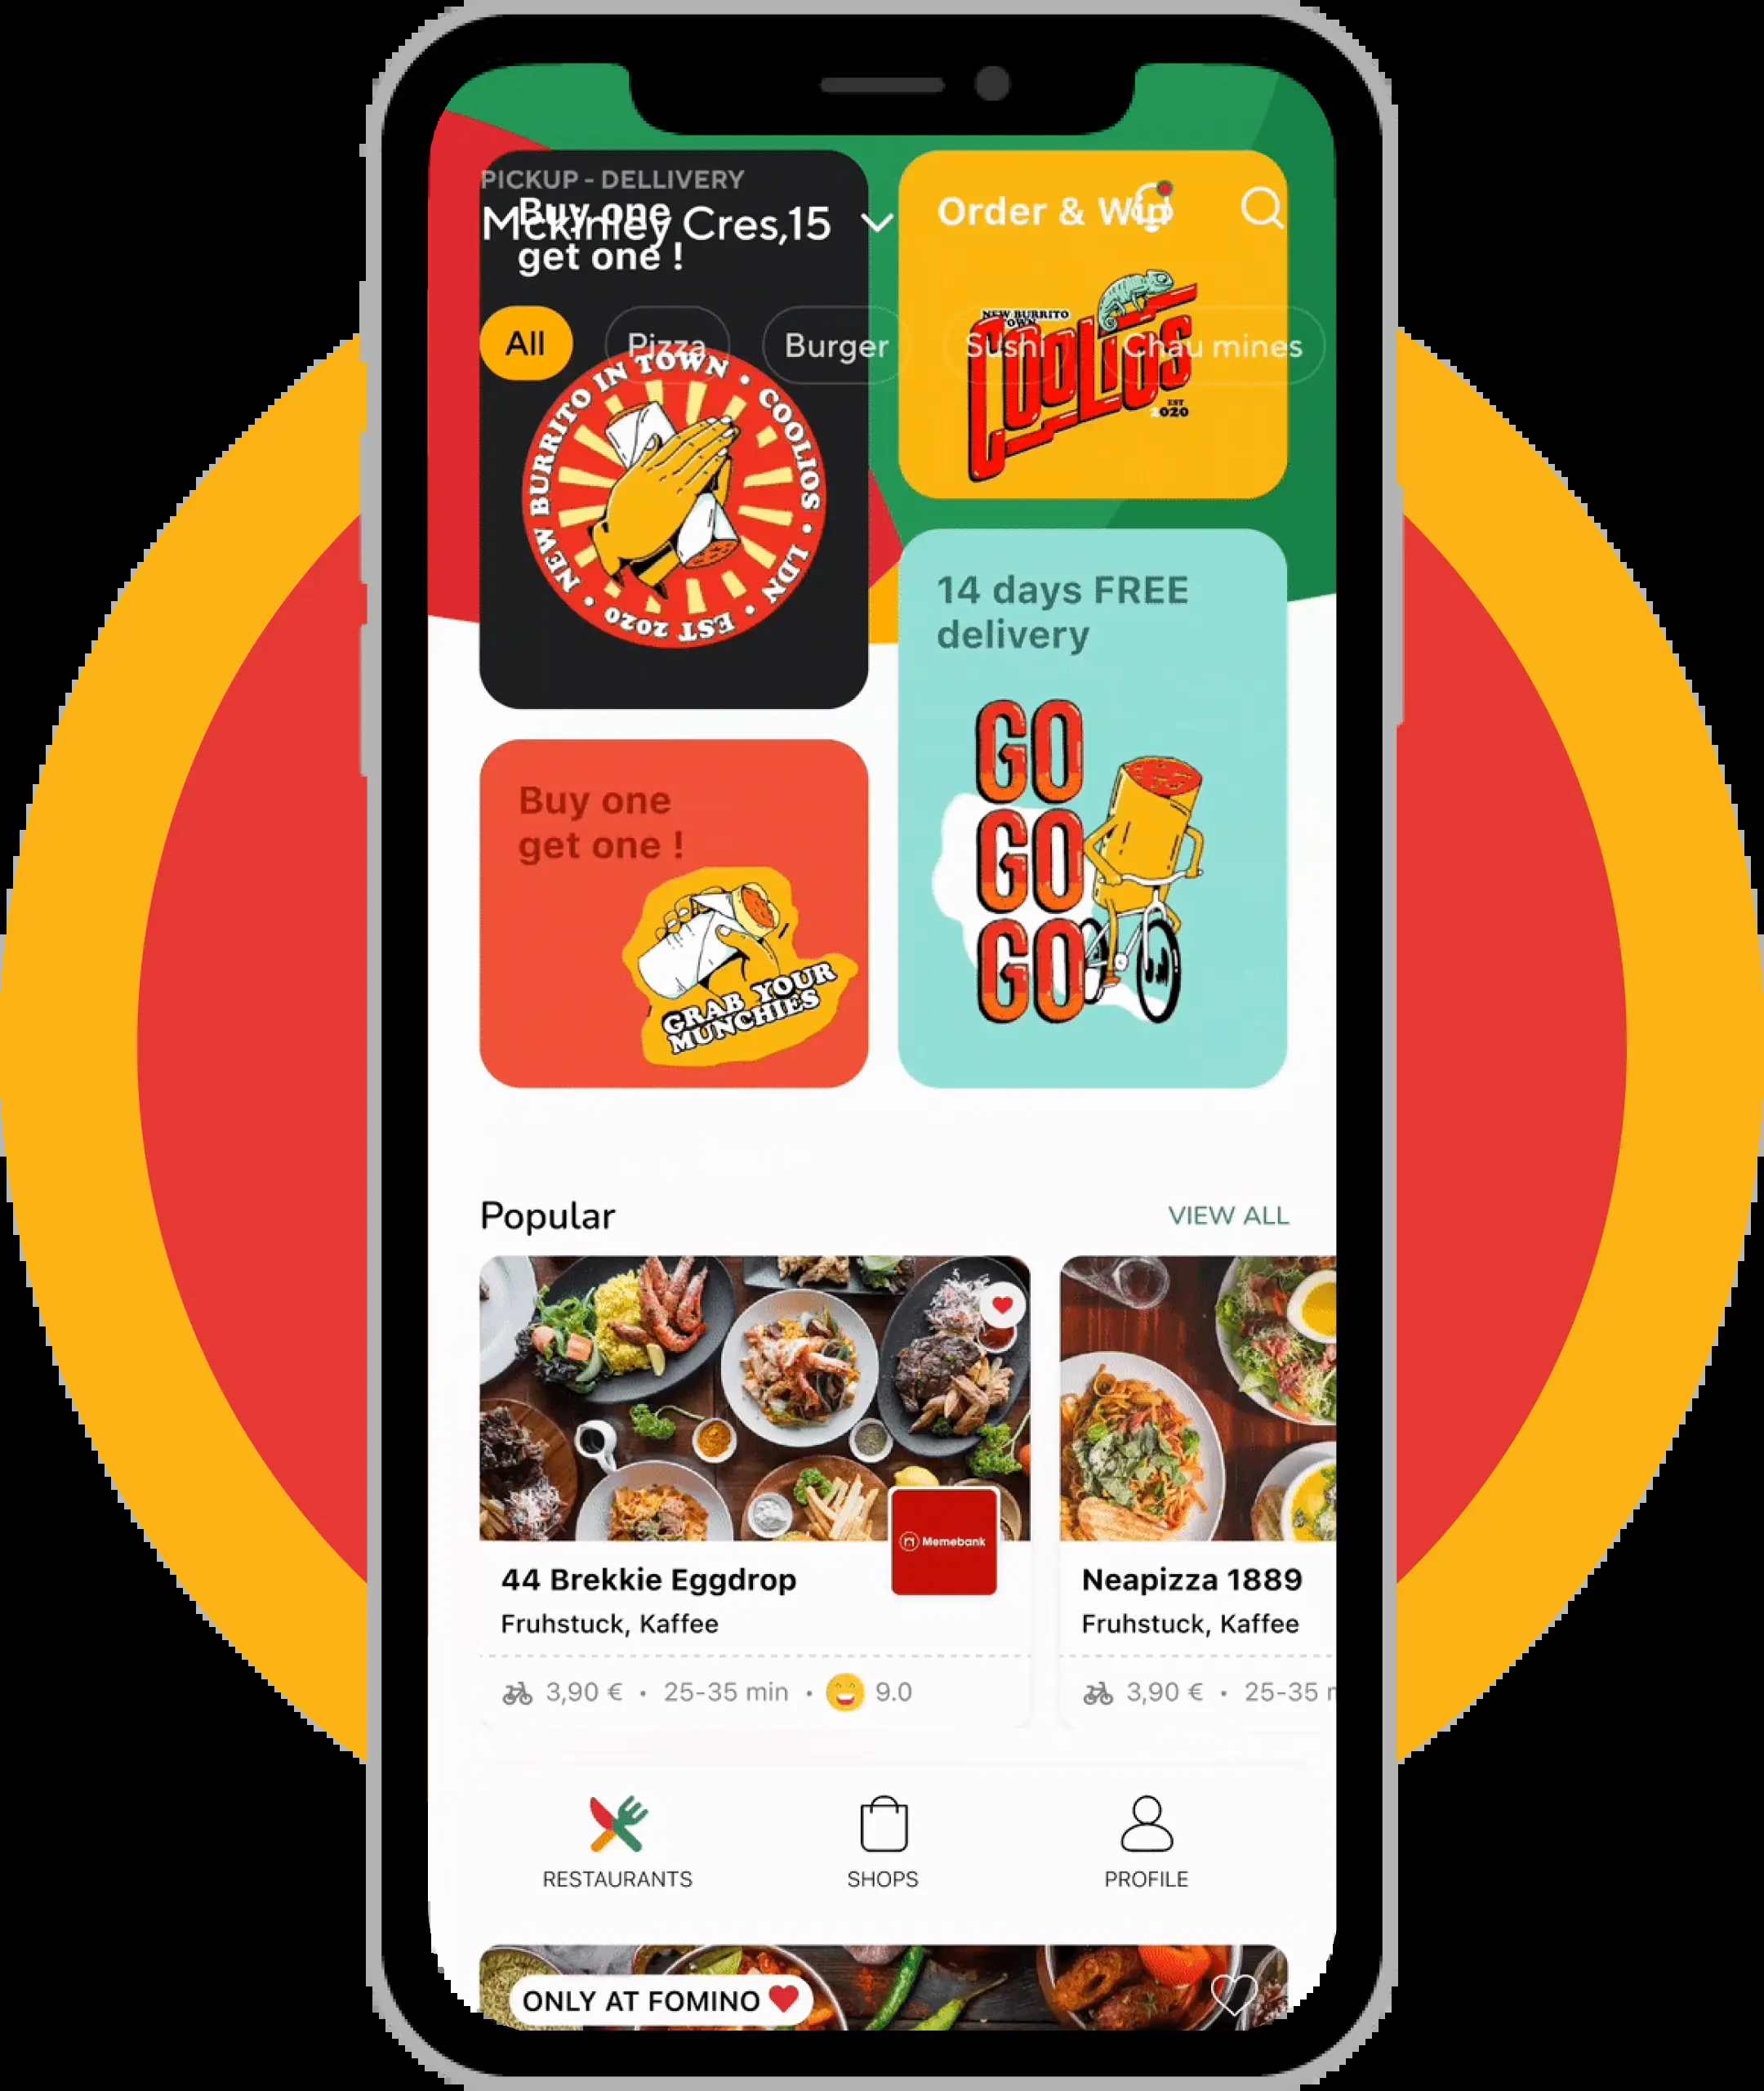 PICKUP - DELLIVERY
Mckinley Cres,15
Buy one
get one !
Order & Win
All
Pizza
Burger
Sushi
Chau mines
NEW BURRITO IN TOWN • COOLIOS • LDN • EST 2020 •
NEW BURRITO
TOWN
COOLIOS
EST
2020
14 days FREE
delivery
GO
GO
GO
Buy one
get one !
GRAB YOUR
MUNCHIES
Popular
VIEW ALL
Memebank
44 Brekkie Eggdrop
Fruhstuck, Kaffee
3,90 € • 25-35 min • 9.0
Neapizza 1889
Fruhstuck, Kaffee
3,90 € • 25-35 m
RESTAURANTS
SHOPS
PROFILE
ONLY AT FOMINO